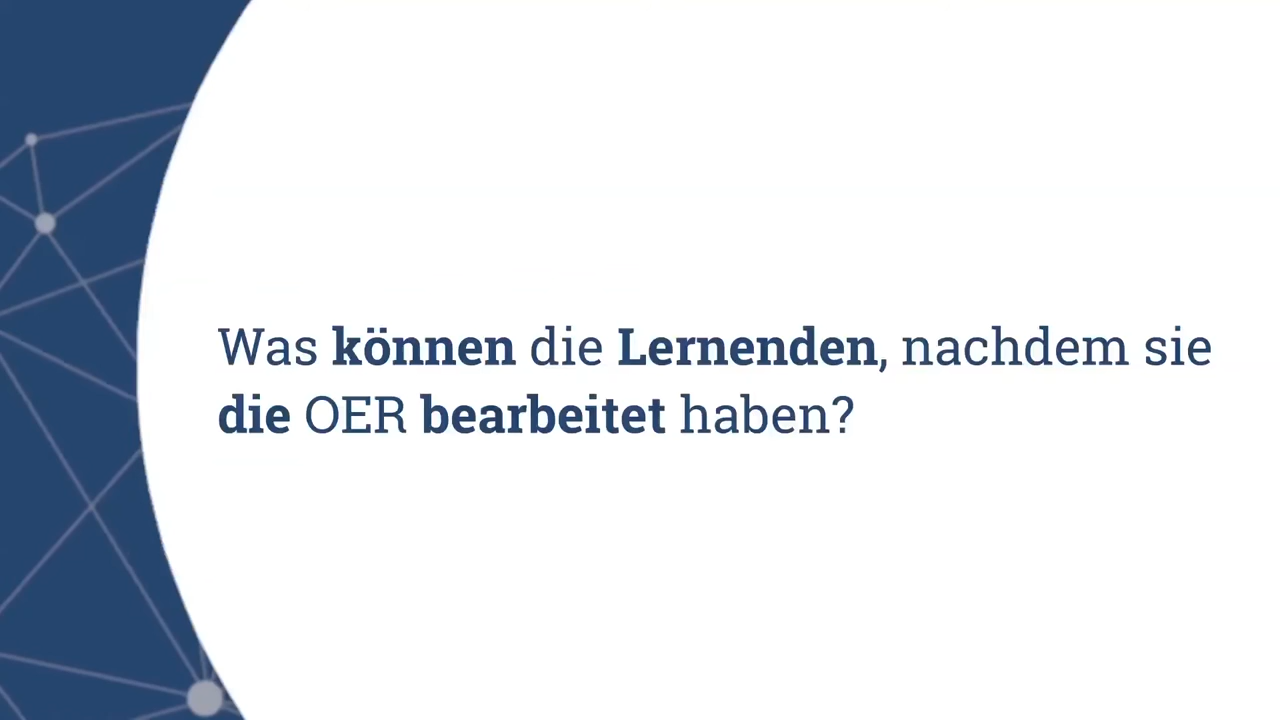 Was können die Lernenden, nachdem sie
die OER bearbeitet haben?